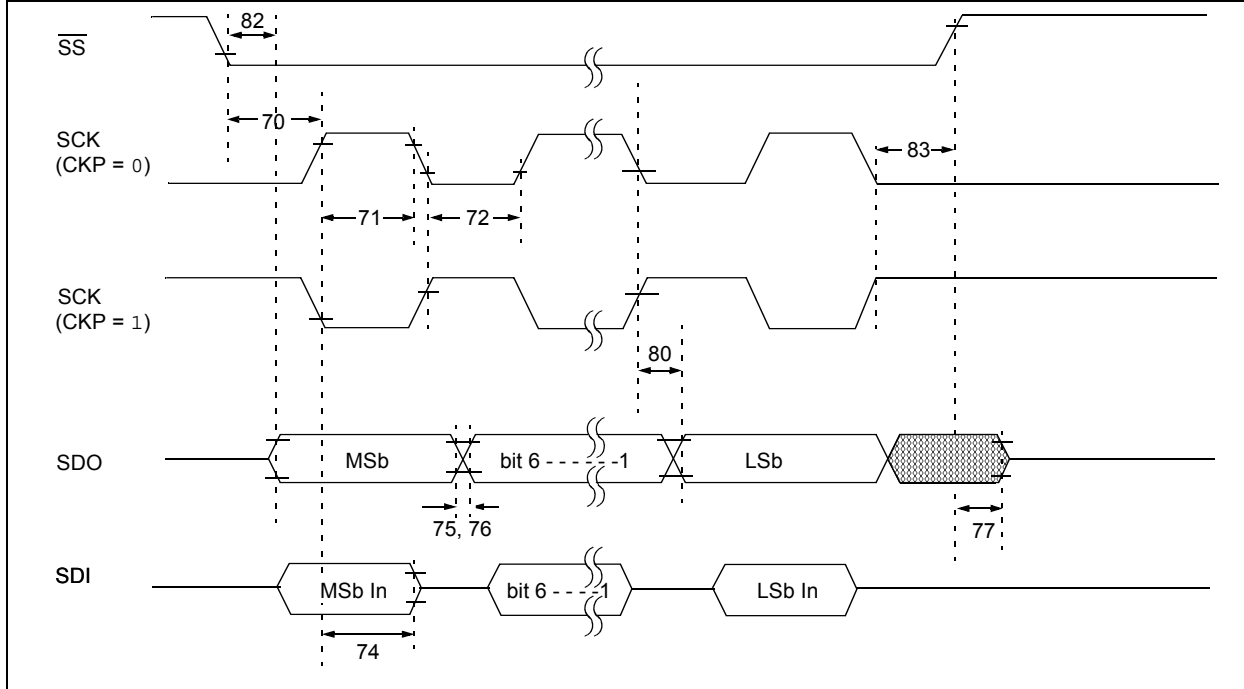 82
SS
70
SCK
(CKP = 0)
83
71
72
SCK
(CKP = 1)
80
SDO
MSb
bit 6 - - - - - -1
LSb
75, 76
77
SDI
MSb In
bit 6 - - - -1
LSb In
74